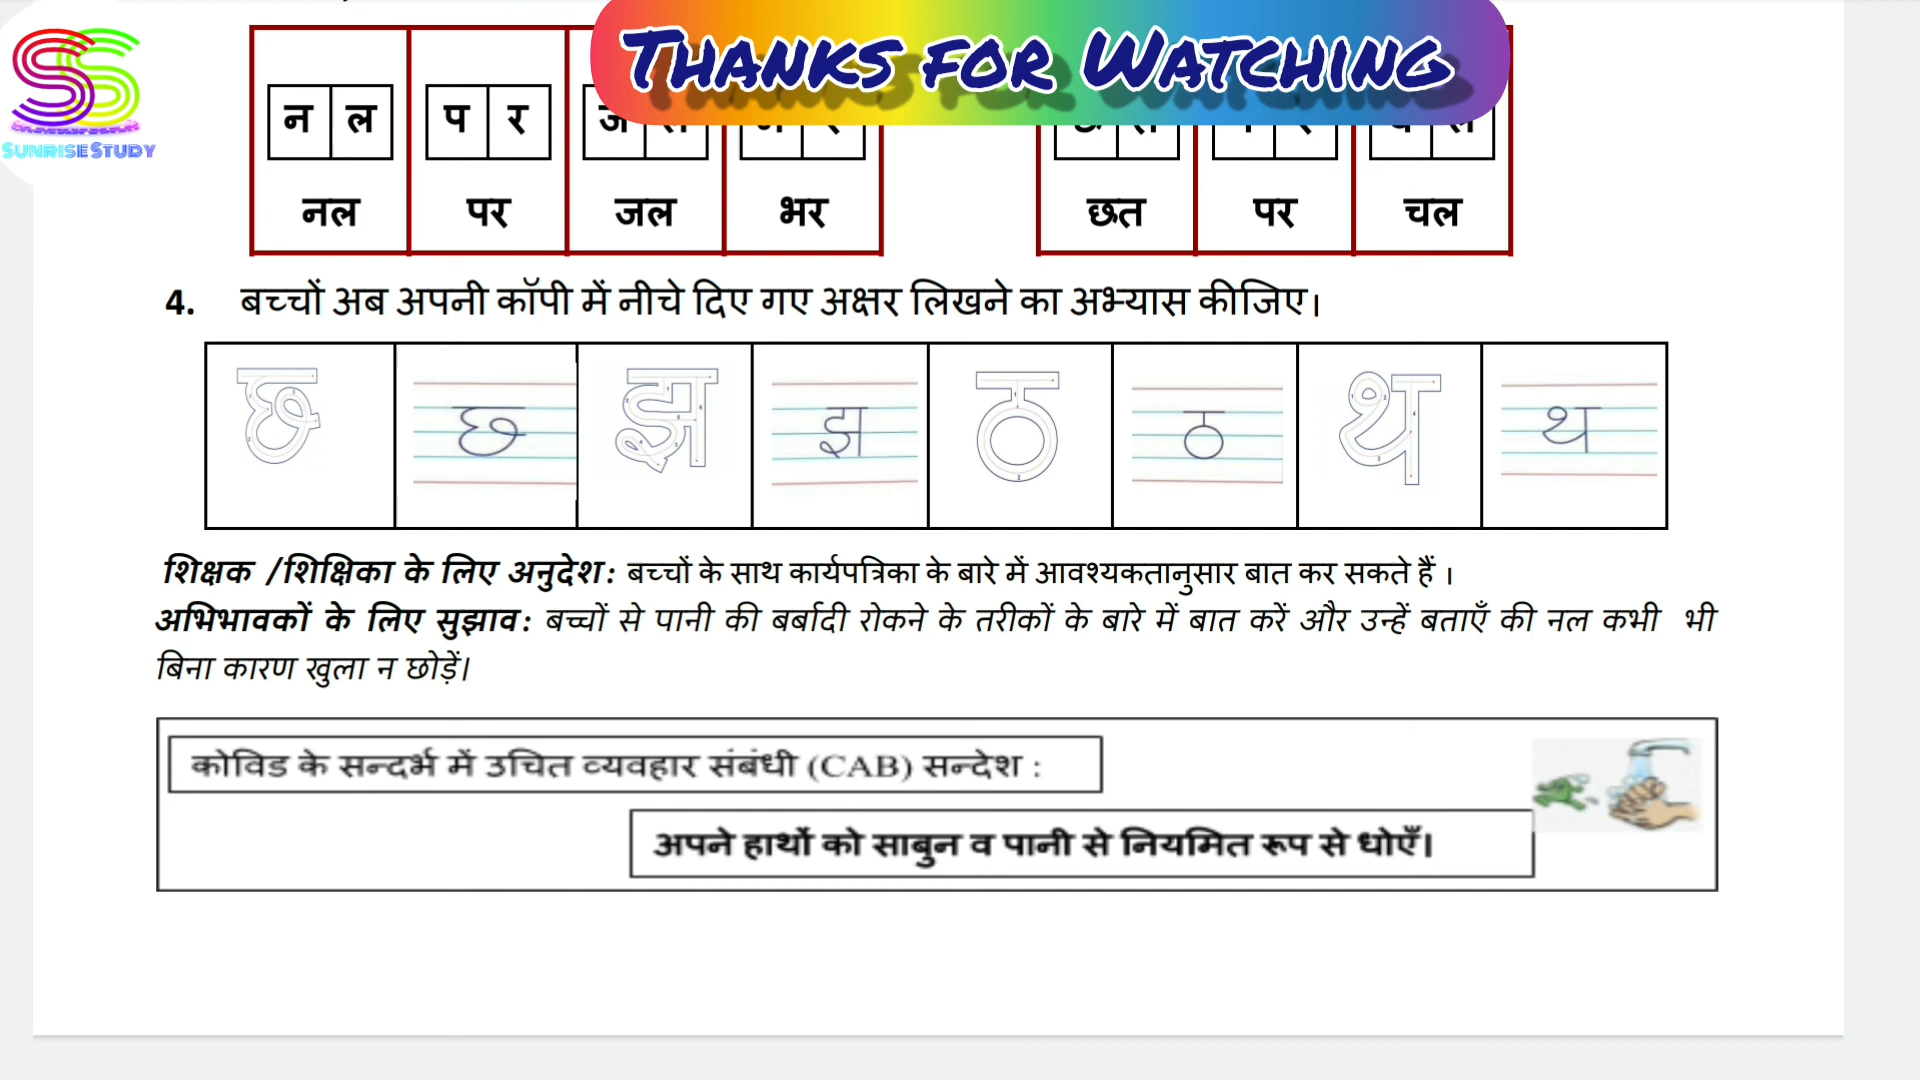 THANKS FOR WATCHING
SUNRISE STUDY
न ल प र
नल पर जल भर छत पर चल
4. बच्चों अब अपनी कॉपी में नीचे दिए गए अक्षर लिखने का अभ्यास कीजिए।
छ छ झ झ ठ ठ थ थ
शिक्षक /शिक्षिका के लिए अनुदेश: बच्चों के साथ कार्यपत्रिका के बारे में आवश्यकतानुसार बात कर सकते हैं ।
अभिभावकों के लिए सुझाव: बच्चों से पानी की बर्बादी रोकने के तरीकों के बारे में बात करें और उन्हें बताएँ की नल कभी भी
बिना कारण खुला न छोड़ें।
कोविड के सन्दर्भ में उचित व्यवहार संबंधी (CAB) सन्देश :
अपने हाथों को साबुन व पानी से नियमित रूप से धोएँ।